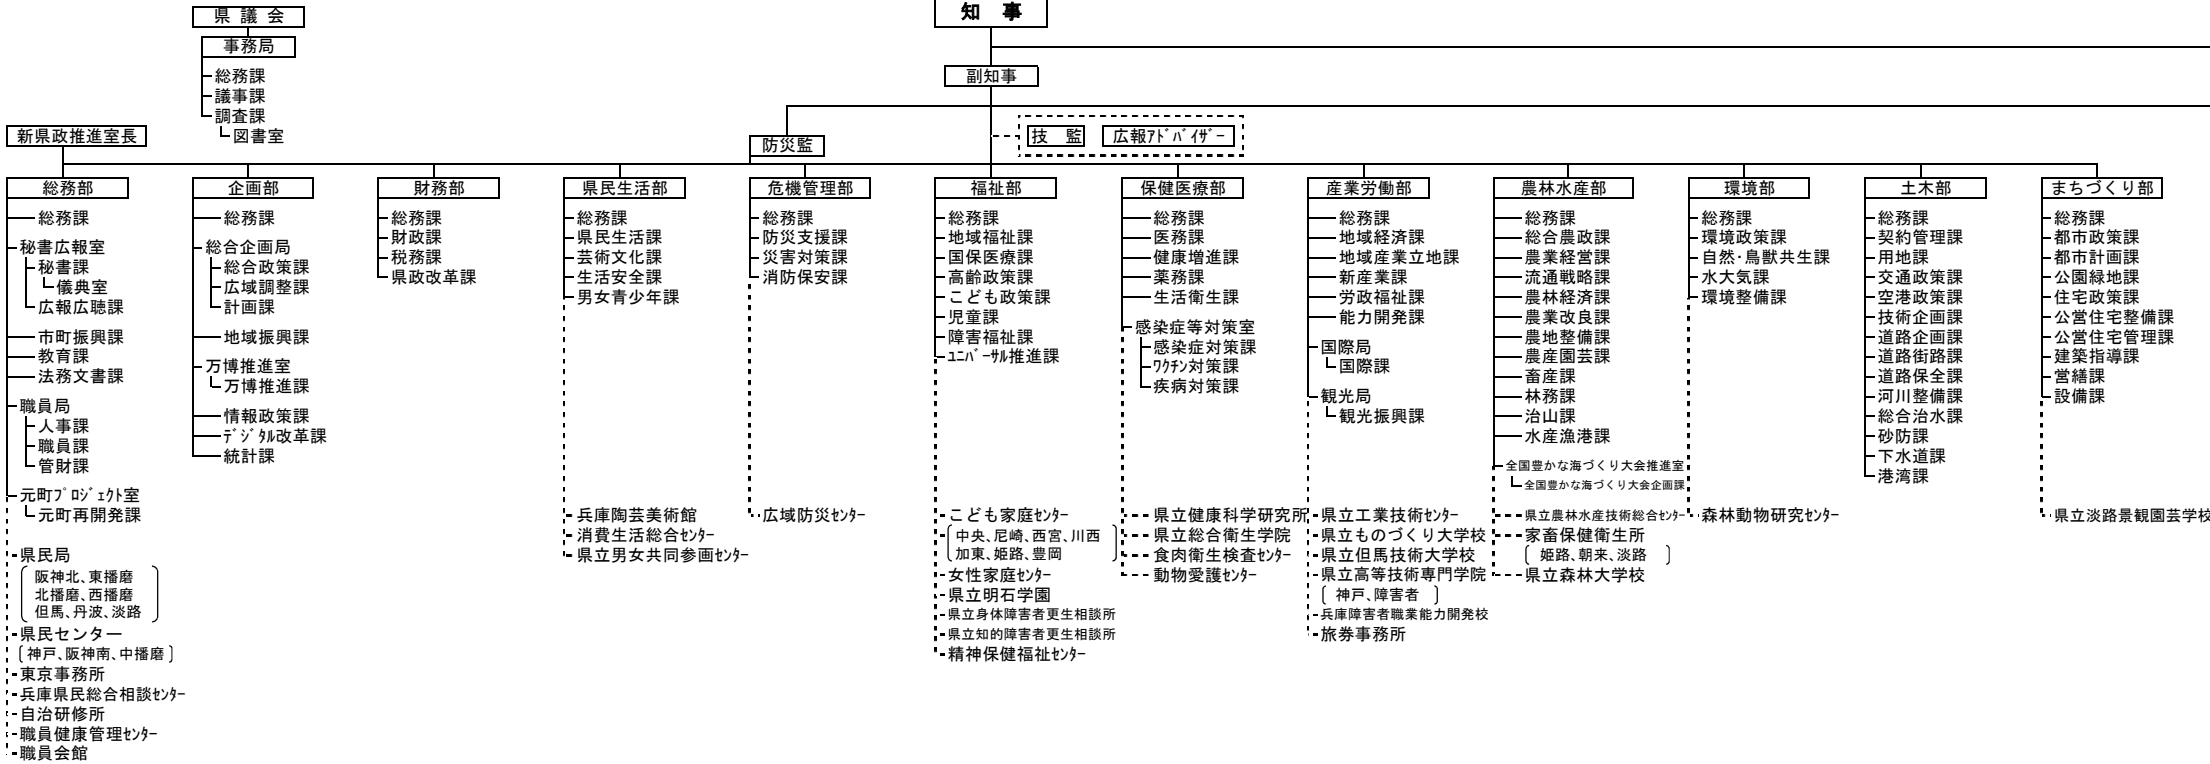 県 議 会
事務局
総務課
議事課
調査課
図書室
知 事
副知事
技 監
広報ｱﾄﾞﾊﾞｲｻﾞｰ
新県政推進室長
防災監
総務部
総務課
秘書広報室
秘書課
儀典室
広報広聴課
市町振興課
教育課
法務文書課
職員局
人事課
職員課
管財課
元町ﾌﾟﾛｼﾞｪｸﾄ室
元町再開発課
県民局
阪神北、東播磨
北播磨、西播磨
但馬、丹波、淡路
県民センター
神戸、阪神南、中播磨
東京事務所
兵庫県民総合相談ｾﾝﾀｰ
自治研修所
職員健康管理ｾﾝﾀｰ
職員会館
企画部
総務課
総合企画局
総合政策課
広域調整課
計画課
地域振興課
万博推進室
万博推進課
情報政策課
ﾃﾞｼﾞﾀﾙ改革課
統計課
財務部
総務課
財政課
税務課
県政改革課
県民生活部
総務課
県民生活課
芸術文化課
生活安全課
男女青少年課
兵庫陶芸美術館
消費生活総合ｾﾝﾀｰ
県立男女共同参画ｾﾝﾀｰ
危機管理部
総務課
防災支援課
災害対策課
消防保安課
広域防災ｾﾝﾀｰ
福祉部
総務課
地域福祉課
国保医療課
高齢政策課
こども政策課
児童課
障害福祉課
ﾕﾆﾊﾞｰｻﾙ推進課
こども家庭ｾﾝﾀｰ
中央、尼崎、西宮、川西
加東、姫路、豊岡
女性家庭ｾﾝﾀｰ
県立明石学園
県立身体障害者更生相談所
県立知的障害者更生相談所
精神保健福祉ｾﾝﾀｰ
保健医療部
総務課
医務課
健康増進課
薬務課
生活衛生課
感染症等対策室
感染症対策課
ﾜｸﾁﾝ対策課
疾病対策課
県立健康科学研究所
県立総合衛生学院
食肉衛生検査ｾﾝﾀｰ
動物愛護ｾﾝﾀｰ
産業労働部
総務課
地域経済課
地域産業立地課
新産業課
労政福祉課
能力開発課
国際局
国際課
観光局
観光振興課
県立工業技術ｾﾝﾀｰ
県立ものづくり大学校
県立但馬技術大学校
県立高等技術専門学院
神戸、障害者
兵庫障害者職業能力開発校
旅券事務所
農林水産部
総務課
総合農政課
農業経営課
流通戦略課
農林経済課
農業改良課
農地整備課
農産園芸課
畜産課
林務課
治山課
水産漁港課
全国豊かな海づくり大会推進室
全国豊かな海づくり大会企画課
県立農林水産技術総合ｾﾝﾀｰ
家畜保健衛生所
姫路、朝来、淡路
県立森林大学校
環境部
総務課
環境政策課
自然･鳥獣共生課
水大気課
環境整備課
森林動物研究ｾﾝﾀｰ
土木部
総務課
契約管理課
用地課
交通政策課
空港政策課
技術企画課
道路企画課
道路街路課
道路保全課
河川整備課
総合治水課
砂防課
下水道課
港湾課
まちづくり部
総務課
都市政策課
都市計画課
公園緑地課
住宅政策課
公営住宅整備課
公営住宅管理課
建築指導課
営繕課
設備課
県立淡路景観園芸学校